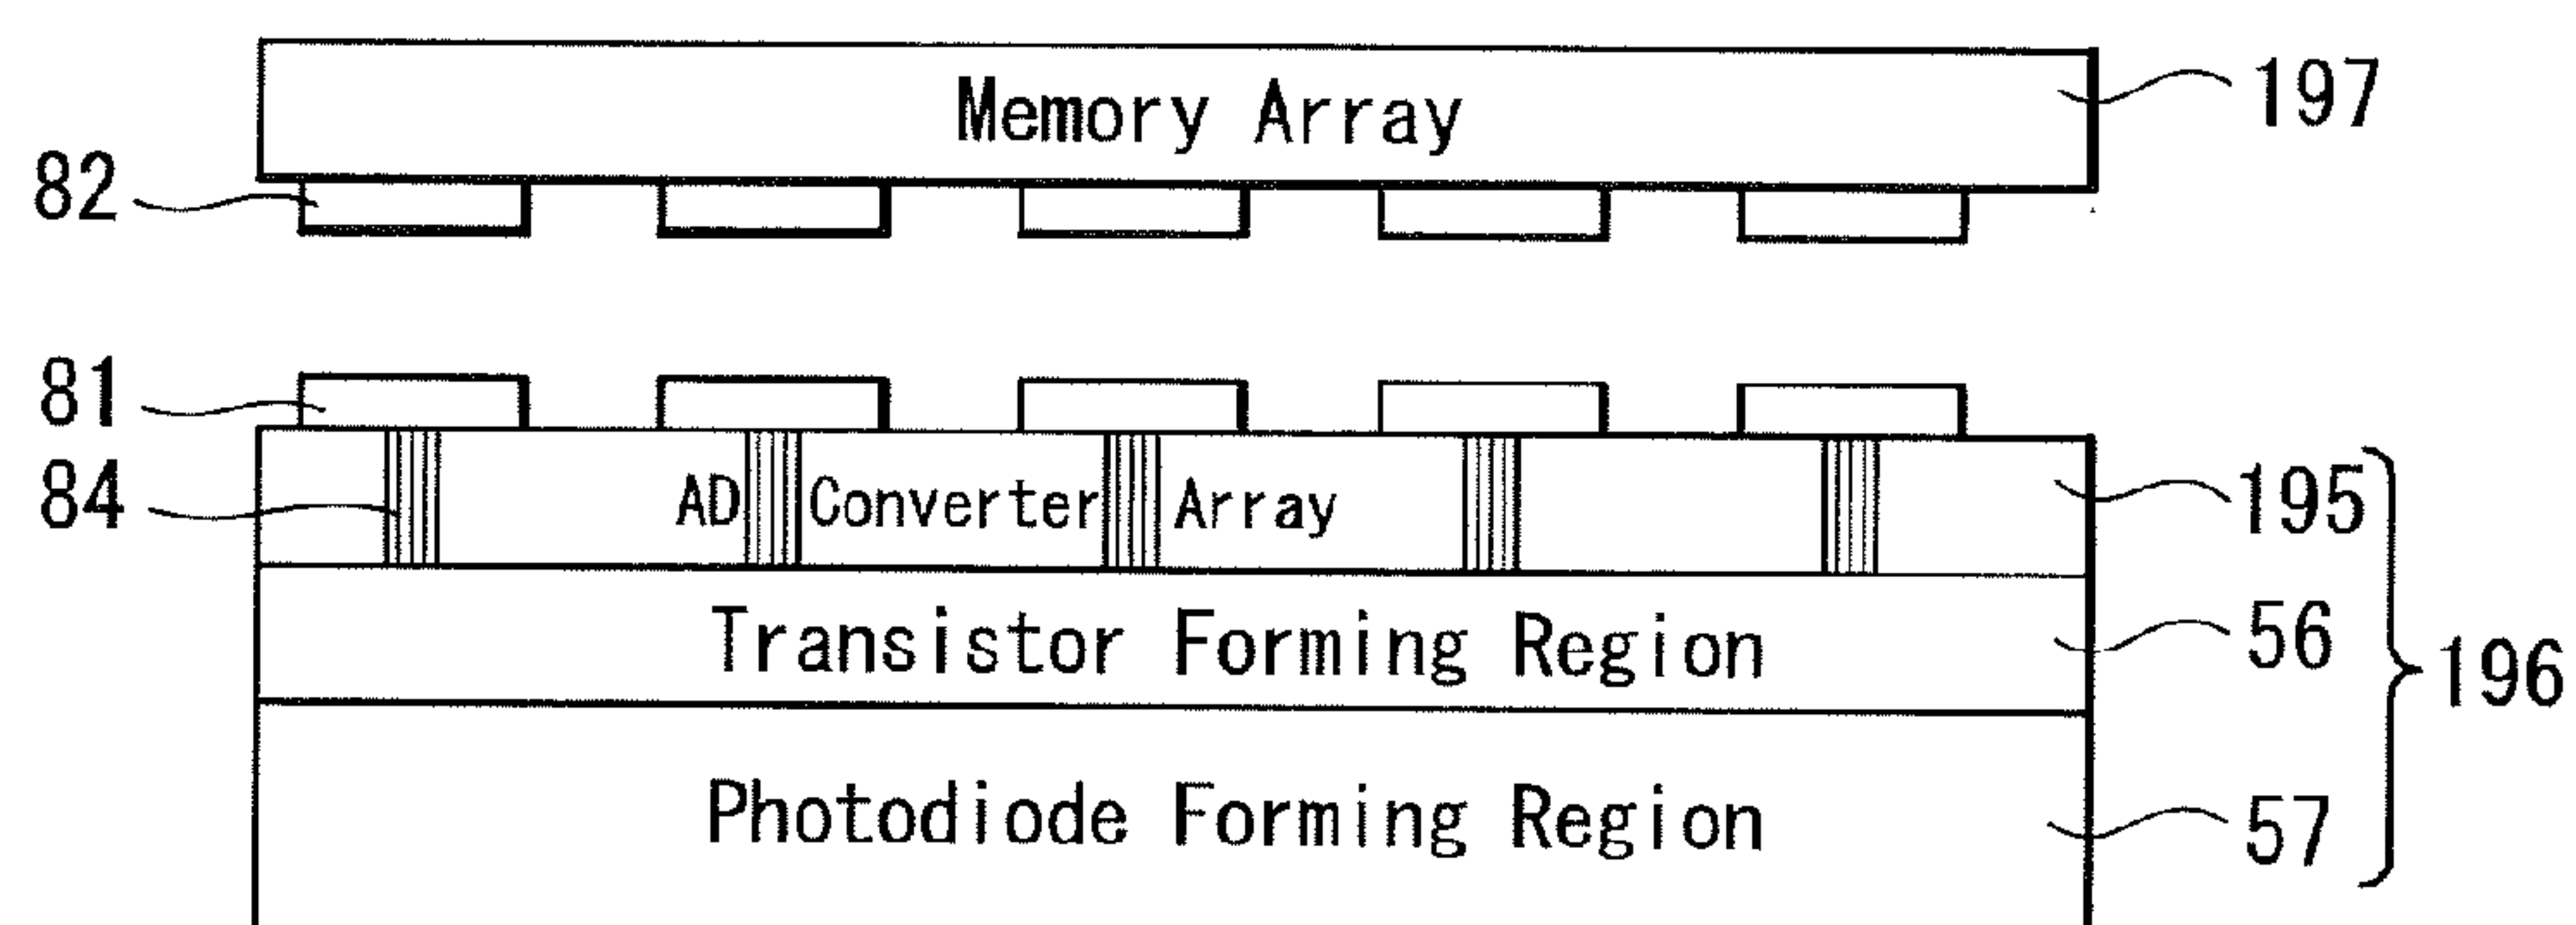 Memory Array
197
82
81
84
AD Converter Array
195
Transistor Forming Region
56
196
Photodiode Forming Region
57